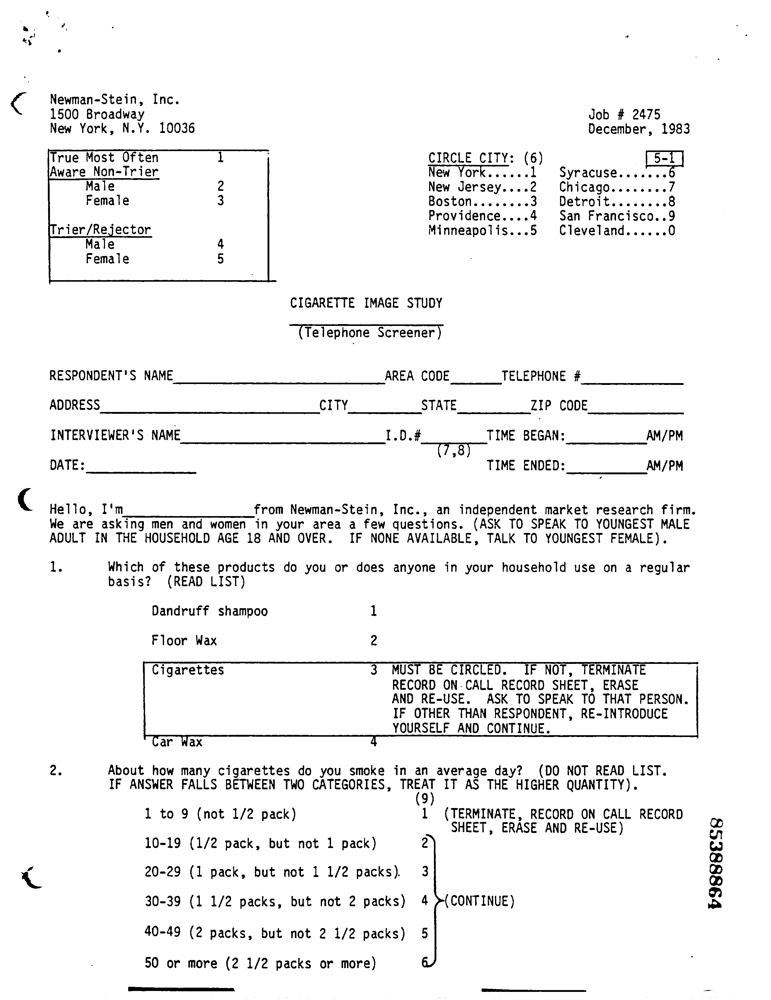 Newman-Stein, Inc.
1500 Broadway
New York, N.Y. 10036
Job # 2475
December, 1983
True Most Often 1
Aware Non-Trier
Male 2
Female 3
Trier/Rejector
Male 4
Female 5
CIRCLE CITY: (6) 5-1
New York......1 Syracuse.......6
New Jersey....2 Chicago........7
Boston........3 Detroit........8
Providence....4 San Francisco..9
Minneapolis...5 Cleveland......0
CIGARETTE IMAGE STUDY
(Telephone Screener)
RESPONDENT'S NAME AREA CODE TELEPHONE #
ADDRESS CITY STATE ZIP CODE
INTERVIEWER'S NAME I.D.# TIME BEGAN: AM/PM
(7,8)
DATE: TIME ENDED: AM/PM
Hello, I'm from Newman-Stein, Inc., an independent market research firm.
We are asking men and women in your area a few questions. (ASK TO SPEAK TO YOUNGEST MALE
ADULT IN THE HOUSEHOLD AGE 18 AND OVER. IF NONE AVAILABLE, TALK TO YOUNGEST FEMALE).
1. Which of these products do you or does anyone in your household use on a regular
basis? (READ LIST)
Dandruff shampoo 1
Floor Wax 2
Cigarettes 3 MUST BE CIRCLED. IF NOT, TERMINATE
RECORD ON CALL RECORD SHEET, ERASE
AND RE-USE. ASK TO SPEAK TO THAT PERSON.
IF OTHER THAN RESPONDENT, RE-INTRODUCE
YOURSELF AND CONTINUE.
Car Wax 4
2. About how many cigarettes do you smoke in an average day? (DO NOT READ LIST.
IF ANSWER FALLS BETWEEN TWO CATEGORIES, TREAT IT AS THE HIGHER QUANTITY).
(9)
1 to 9 (not 1/2 pack) 1 (TERMINATE, RECORD ON CALL RECORD
SHEET, ERASE AND RE-USE)
10-19 (1/2 pack, but not 1 pack) 2
20-29 (1 pack, but not 1 1/2 packs). 3
30-39 (1 1/2 packs, but not 2 packs) 4 (CONTINUE)
40-49 (2 packs, but not 2 1/2 packs) 5
50 or more (2 1/2 packs or more) 6
85388864